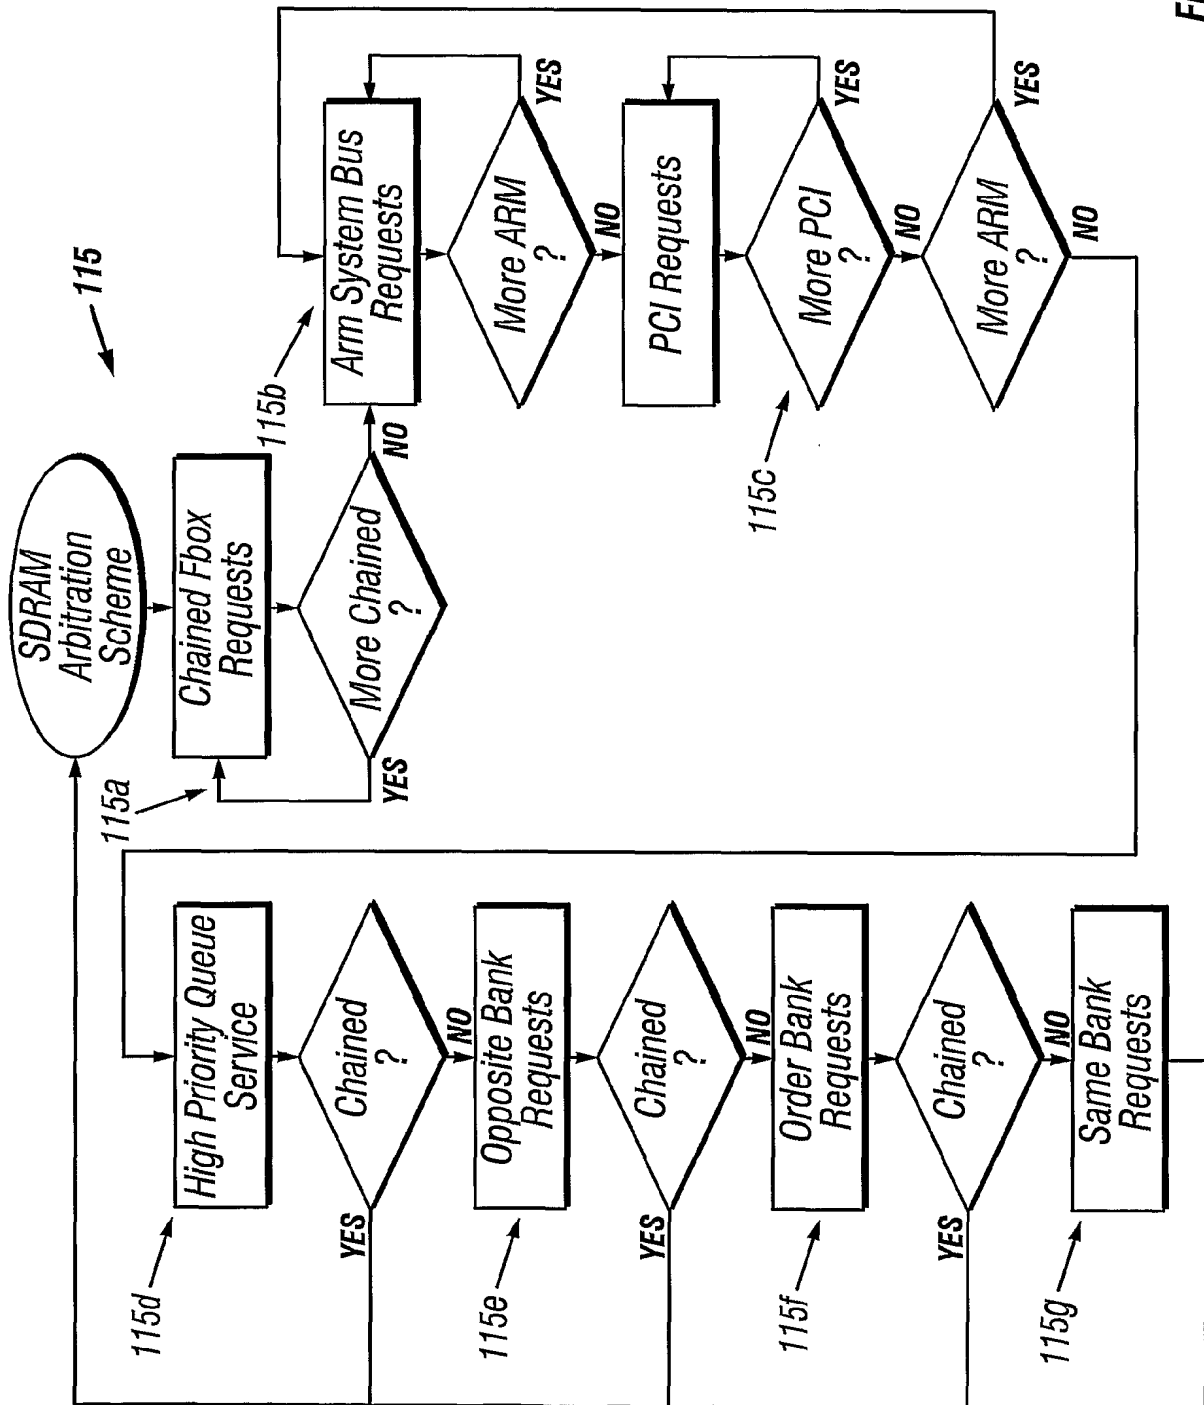 115
SDRAM
Arbitration
Scheme
115a
Chained Fbox
Requests
More Chained
?
YES
NO
115b
Arm System Bus
Requests
More ARM
?
YES
NO
PCI Requests
115c
More PCI
?
YES
NO
More ARM
?
YES
NO
115d
High Priority Queue
Service
Chained
?
YES
NO
115e
Opposite Bank
Requests
Chained
?
YES
NO
115f
Order Bank
Requests
Chained
?
YES
NO
115g
Same Bank
Requests